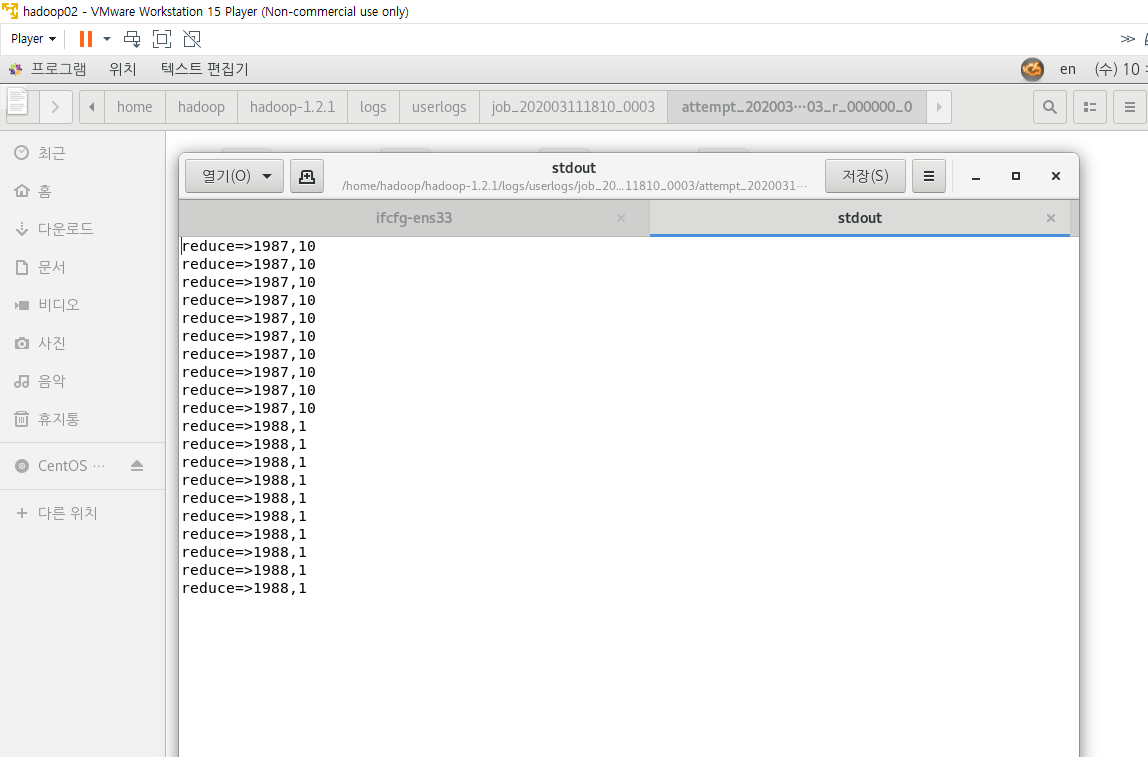 hadoop02 - VMware Workstation 15 Player (Non-commercial use only)
Player
프로그램 위치 텍스트 편집기 en (수) 10
home hadoop hadoop-1.2.1 logs userlogs job_202003111810_0003 attempt_202003···03_r_000000_0
최근
홈
다운로드
문서
비디오
사진
음악
휴지통
CentOS ···
다른 위치
열기(O) stdout 저장(S)
/home/hadoop/hadoop-1.2.1/logs/userlogs/job_20...11810_0003/attempt_2020031···
ifcfg-ens33 stdout
reduce=>1987,10
reduce=>1987,10
reduce=>1987,10
reduce=>1987,10
reduce=>1987,10
reduce=>1987,10
reduce=>1987,10
reduce=>1987,10
reduce=>1987,10
reduce=>1987,10
reduce=>1988,1
reduce=>1988,1
reduce=>1988,1
reduce=>1988,1
reduce=>1988,1
reduce=>1988,1
reduce=>1988,1
reduce=>1988,1
reduce=>1988,1
reduce=>1988,1